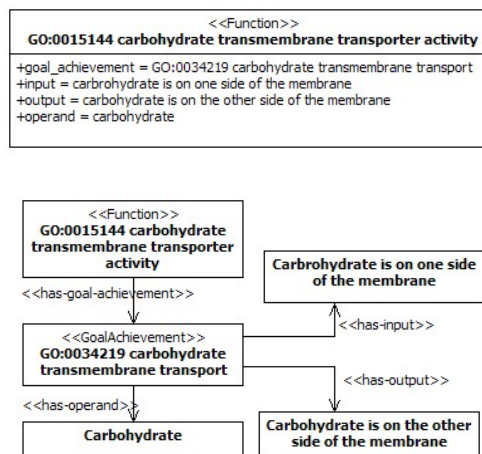 <<Function>>
GO:0015144 carbohydrate transmembrane transporter activity
+goal_achievement = GO:0034219 carbohydrate transmembrane transport
+input = carbrohydrate is on one side of the membrane
+output = carbohydrate is on the other side of the membrane
+operand = carbohydrate
<<Function>>
GO:0015144 carbohydrate
transmembrane transporter
activity
Carbrohydrate is on one side
of the membrane
<<has-goal-achievement>>
<<has-input>>
<<GoalAchievement>>
GO:0034219 carbohydrate
transmembrane transport
<<has-output>>
<<has-operand>>
Carbohydrate
Carbohydrate is on the other
side of the membrane